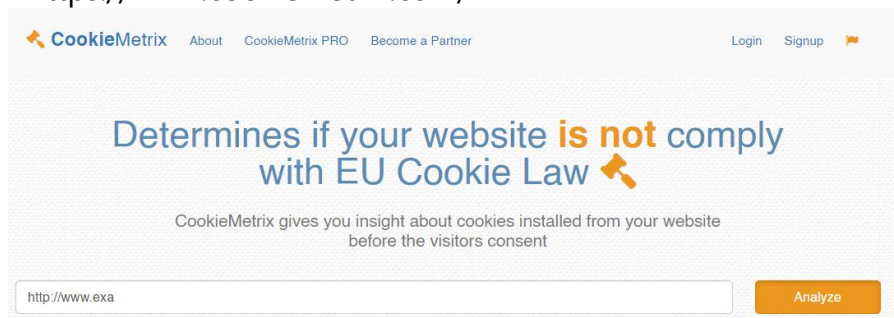 CookieMetrix About CookieMetrix PRO Become a Partner Login Signup
Determines if your website is not comply
with EU Cookie Law
CookieMetrix gives you insight about cookies installed from your website
before the visitors consent
http://www.exa Analyze